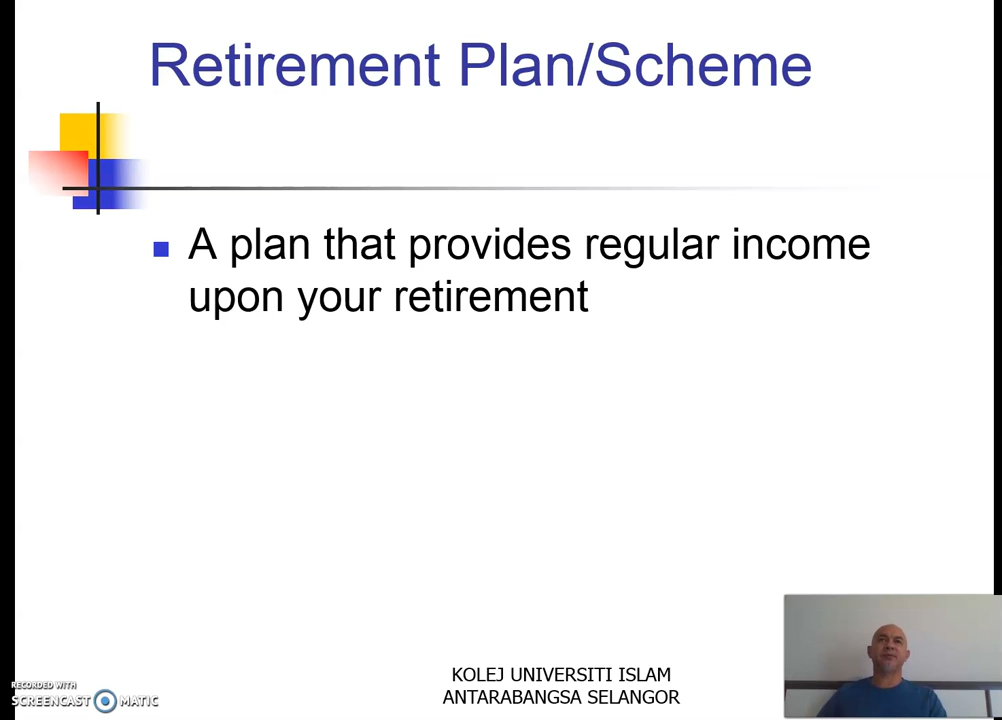 Retirement Plan/Scheme
A plan that provides regular income
upon your retirement
KOLEJ UNIVERSITI ISLAM
ANTARABANGSA SELANGOR
RECORDED WITH
SCREENCAST MATIC